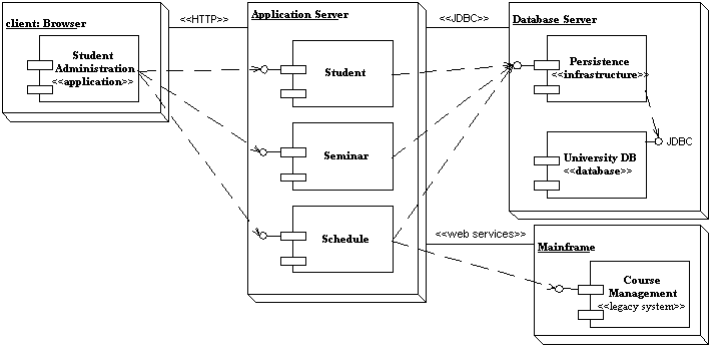 client: Browser
Student
Administration
<<application>>
<<HTTP>>
Application Server
Student
Seminar
Schedule
<<JDBC>>
Database Server
Persistence
<<infrastructure>>
JDBC
University DB
<<database>>
<<web services>>
Mainframe
Course
Management
<<legacy system>>